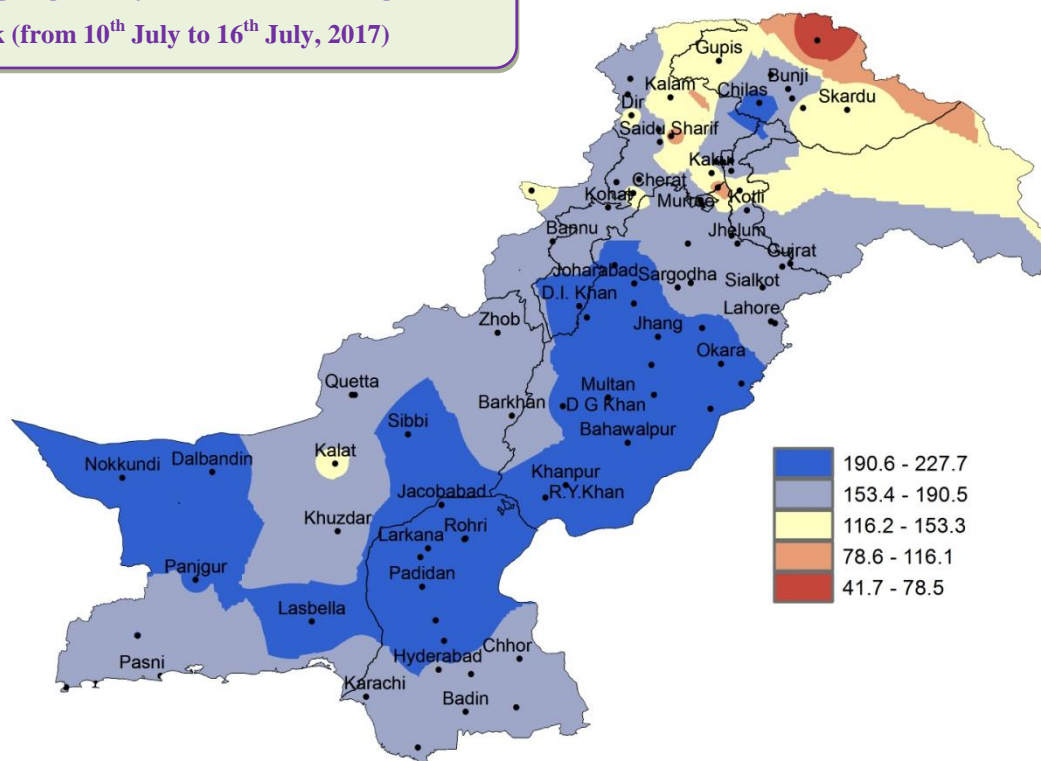 k (from 10th July to 16th July, 2017)
Gupis
Bunji
Kalam
Chilas
Skardu
Dir
Saidu Sharif
Kakul
Cherat
Kohat
Murree
Kotli
Bannu
Jhelum
Gujrat
Joharabad
Sargodha
Sialkot
D.I. Khan
Lahore
Zhob
Jhang
Okara
Quetta
Multan
Barkhan
D G Khan
Sibbi
Bahawalpur
Kalat
Nokkundi
Dalbandin
Khanpur
R.Y.Khan
Jacobabad
Khuzdar
Rohri
Larkana
Panjgur
Padidan
Lasbella
Chhor
Pasni
Hyderabad
Karachi
Badin
190.6 - 227.7
153.4 - 190.5
116.2 - 153.3
78.6 - 116.1
41.7 - 78.5